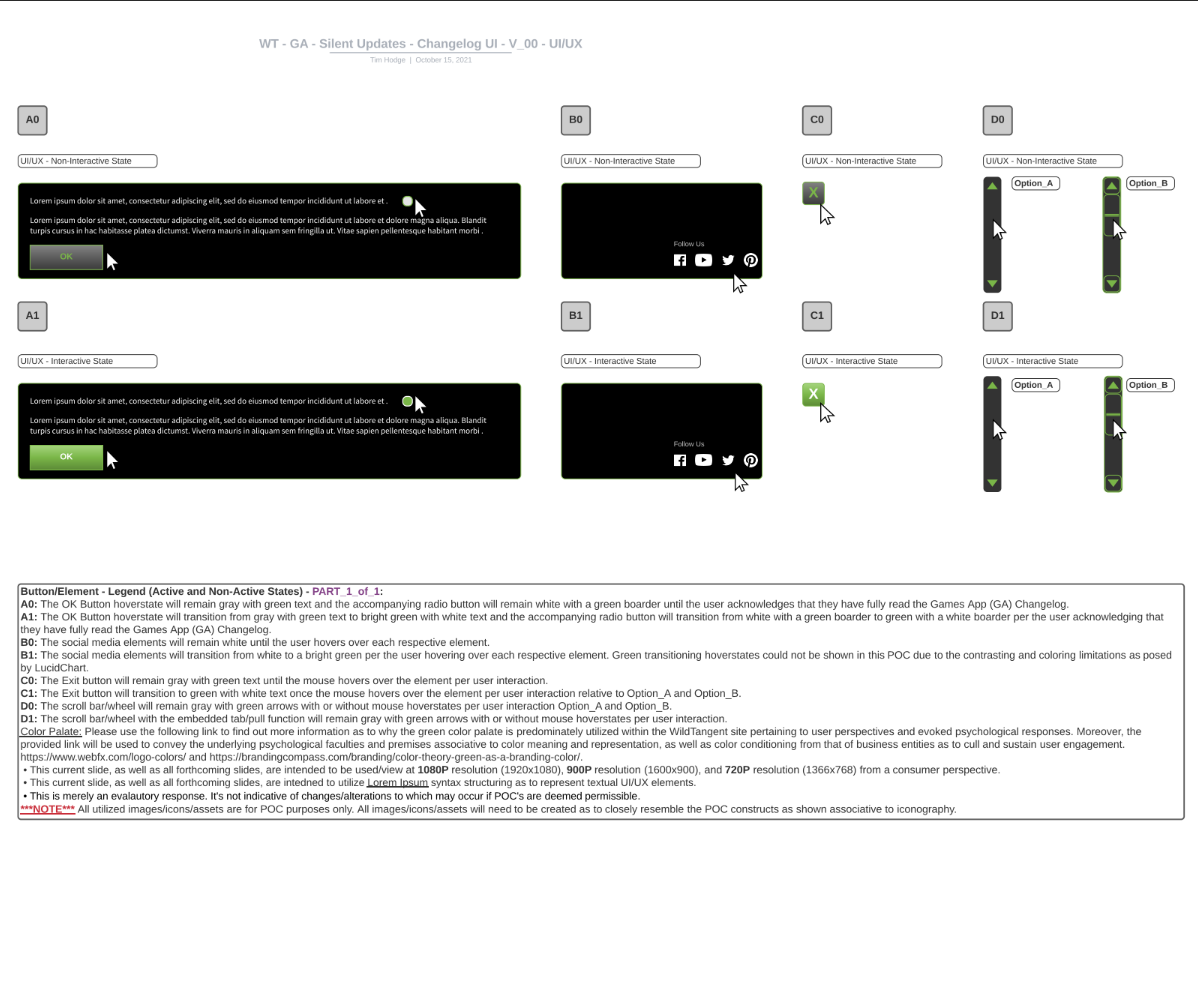 WT - GA - Silent Updates - Changelog UI - V_00 - UI/UX
Tim Hodge | October 15, 2021
A0
B0
C0
D0
UI/UX - Non-Interactive State
UI/UX - Non-Interactive State
UI/UX - Non-Interactive State
UI/UX - Non-Interactive State
Lorem ipsum dolor sit amet, consectetur adipiscing elit, sed do eiusmod tempor incididunt ut labore et .
Lorem ipsum dolor sit amet, consectetur adipiscing elit, sed do eiusmod tempor incididunt ut labore et dolore magna aliqua. Blandit
turpis cursus in hac habitasse platea dictumst. Viverra mauris in aliquam sem fringilla ut. Vitae sapien pellentesque habitant morbi .
OK
Follow Us
X
Option_A
Option_B
A1
B1
C1
D1
UI/UX - Interactive State
UI/UX - Interactive State
UI/UX - Interactive State
UI/UX - Interactive State
Lorem ipsum dolor sit amet, consectetur adipiscing elit, sed do eiusmod tempor incididunt ut labore et .
Lorem ipsum dolor sit amet, consectetur adipiscing elit, sed do eiusmod tempor incididunt ut labore et dolore magna aliqua. Blandit
turpis cursus in hac habitasse platea dictumst. Viverra mauris in aliquam sem fringilla ut. Vitae sapien pellentesque habitant morbi .
OK
Follow Us
X
Option_A
Option_B
Button/Element - Legend (Active and Non-Active States) - PART_1_of_1:
A0: The OK Button hoverstate will remain gray with green text and the accompanying radio button will remain white with a green boarder until the user acknowledges that they have fully read the Games App (GA) Changelog.
A1: The OK Button hoverstate will transition from gray with green text to bright green with white text and the accompanying radio button will transition from white with a green boarder to green with a white boarder per the user acknowledging that
they have fully read the Games App (GA) Changelog.
B0: The social media elements will remain white until the user hovers over each respective element.
B1: The social media elements will transition from white to a bright green per the user hovering over each respective element. Green transitioning hoverstates could not be shown in this POC due to the contrasting and coloring limitations as posed
by LucidChart.
C0: The Exit button will remain gray with green text until the mouse hovers over the element per user interaction.
C1: The Exit button will transition to green with white text once the mouse hovers over the element per user interaction relative to Option_A and Option_B.
D0: The scroll bar/wheel will remain gray with green arrows with or without mouse hoverstates per user interaction Option_A and Option_B.
D1: The scroll bar/wheel with the embedded tab/pull function will remain gray with green arrows with or without mouse hoverstates per user interaction.
Color Palate: Please use the following link to find out more information as to why the green color palate is predominately utilized within the WildTangent site pertaining to user perspectives and evoked psychological responses. Moreover, the
provided link will be used to convey the underlying psychological faculties and premises associative to color meaning and representation, as well as color conditioning from that of business entities as to cull and sustain user engagement.
https://www.webfx.com/logo-colors/ and https://brandingcompass.com/branding/color-theory-green-as-a-branding-color/.
• This current slide, as well as all forthcoming slides, are intended to be used/view at 1080P resolution (1920x1080), 900P resolution (1600x900), and 720P resolution (1366x768) from a consumer perspective.
• This current slide, as well as all forthcoming slides, are intedned to utilize Lorem Ipsum syntax structuring as to represent textual UI/UX elements.
• This is merely an evalautory response. It's not indicative of changes/alterations to which may occur if POC's are deemed permissible.
***NOTE*** All utilized images/icons/assets are for POC purposes only. All images/icons/assets will need to be created as to closely resemble the POC constructs as shown associative to iconography.